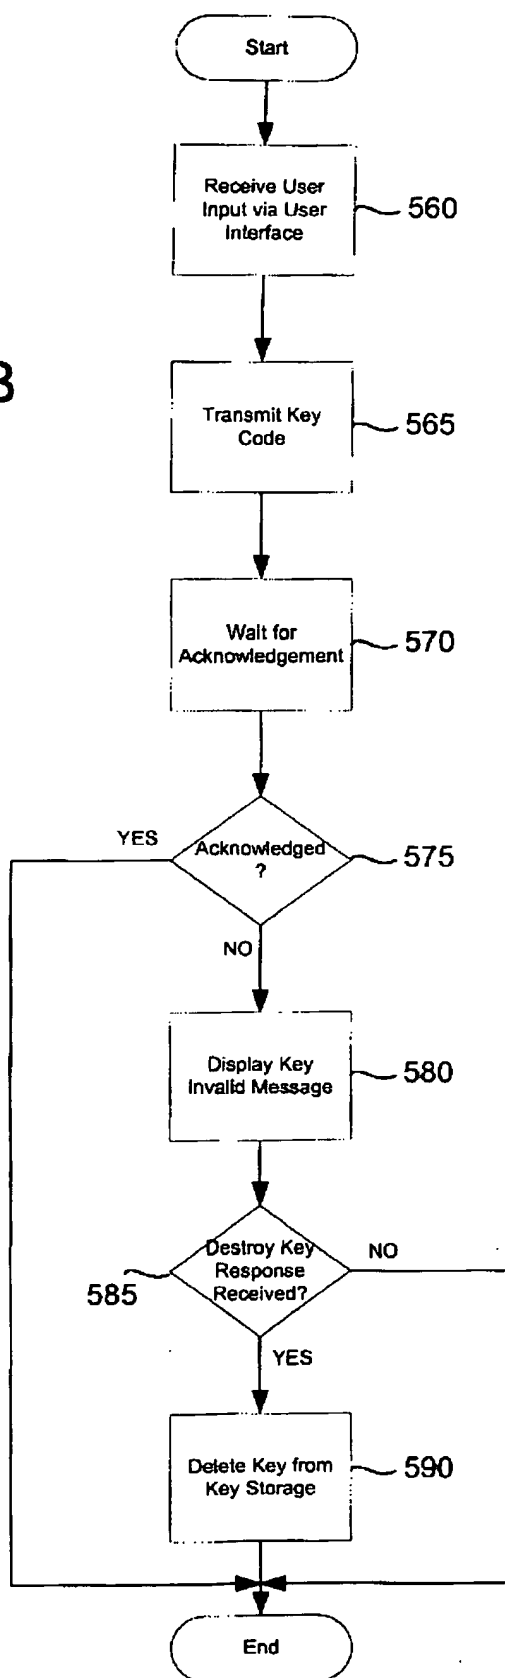 Start
Receive User
Input via User
Interface
560
B
Transmit Key
Code
565
Wait for
Acknowledgement
570
YES
Acknowledged
?
575
NO
Display Key
Invalid Message
580
Destroy Key
Response
Received?
NO
585
YES
Delete Key from
Key Storage
590
End